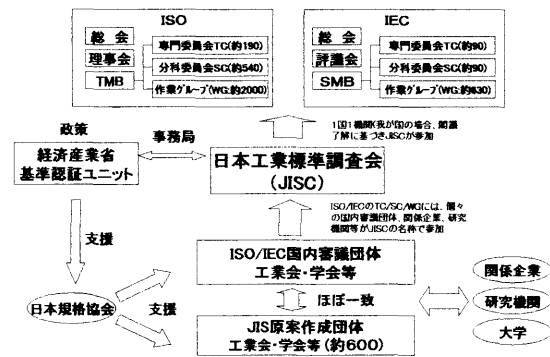 ISO
総会
理事会
TMB
専門委員会TC(約190)
分科委員会SC(約540)
作業グループ(WG:約2000)
IEC
総会
評議会
SMB
専門委員会TC(約90)
分科委員会SC(約90)
作業グループ(WG:約630)
1国1機関(我が国の場合、閣議
了解に基づきJISCが参加
政策
経済産業省
基準認証ユニット
事務局
日本工業標準調査会
(JISC)
ISO/IECのTC/SC/WGには、個々
の国内審議団体、関係企業、研究
機関等がJISCの名称で参加
支援
ISO/IEC国内審議団体
工業会・学会等
日本規格協会
支援
ほぼ一致
JIS原案作成団体
工業会・学会等(約600)
関係企業
研究機関
大学